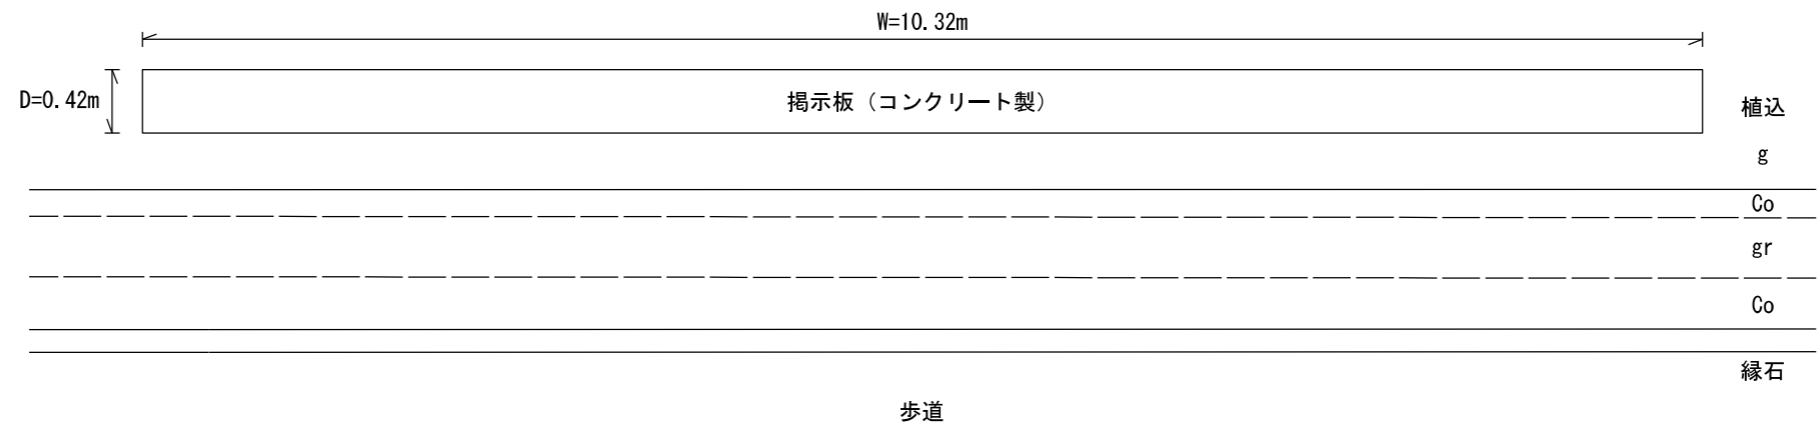 W=10.32m
D=0.42m
掲示板（コンクリート製）
植込
g
Co
gr
Co
縁石
歩道